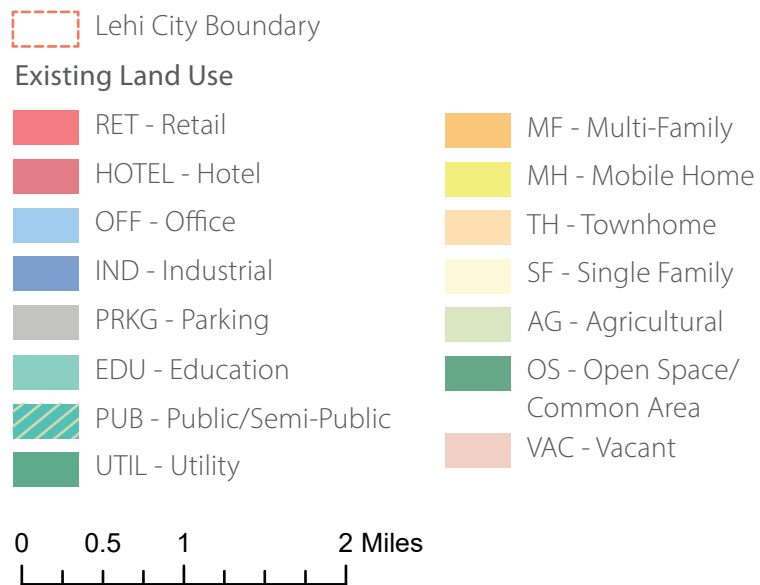 Lehi City Boundary
Existing Land Use
RET - Retail
HOTEL - Hotel
OFF - Office
IND - Industrial
PRKG - Parking
EDU - Education
PUB - Public/Semi-Public
UTIL - Utility
MF - Multi-Family
MH - Mobile Home
TH - Townhome
SF - Single Family
AG - Agricultural
OS - Open Space/
Common Area
VAC - Vacant
0 0.5 1 2 Miles